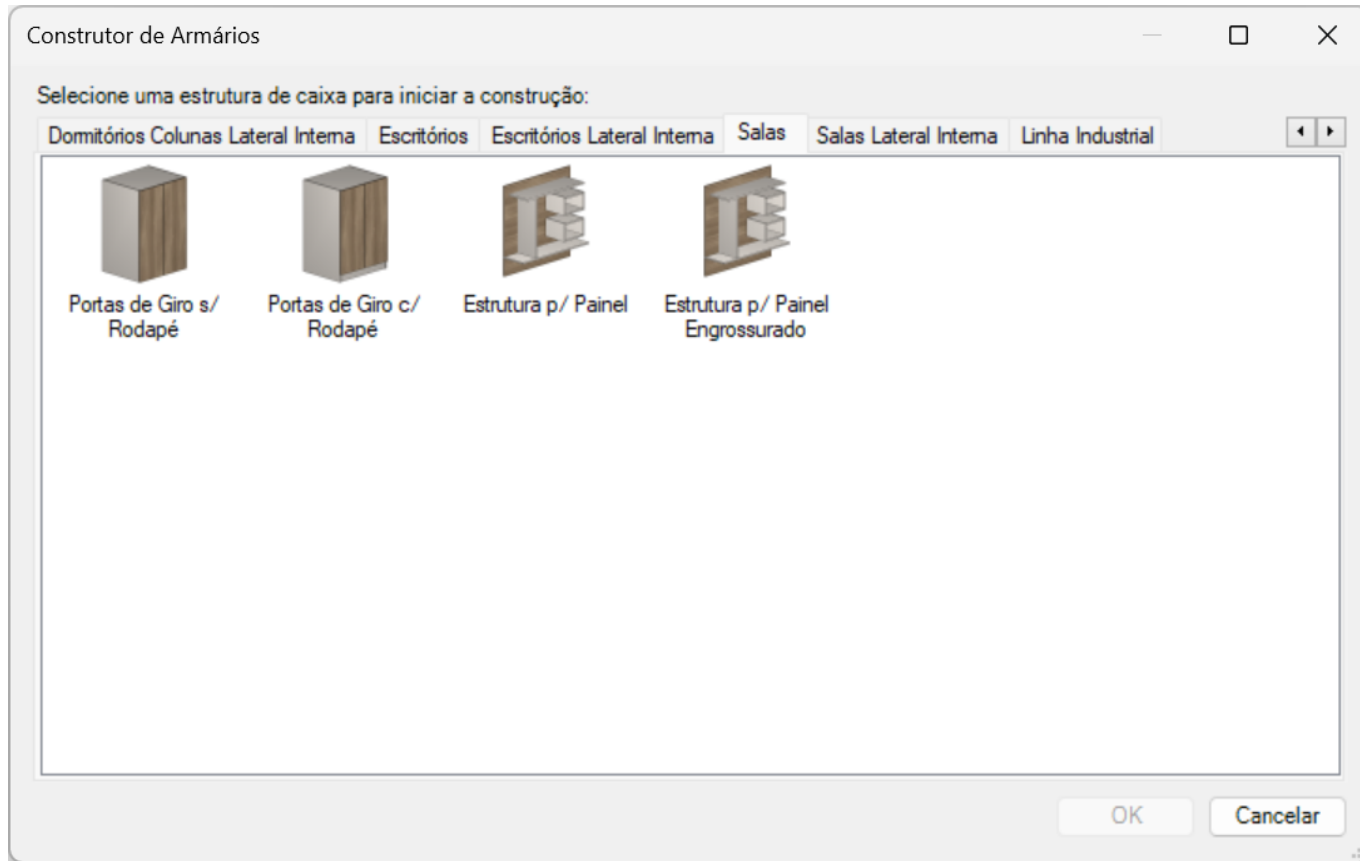 Construtor de Armários
Selecione uma estrutura de caixa para iniciar a construção:
Dormitórios Colunas Lateral Interna
Escritórios
Escritórios Lateral Interna
Salas
Salas Lateral Interna
Linha Industrial
Portas de Giro s/
Rodapé
Portas de Giro c/
Rodapé
Estrutura p/ Painel
Estrutura p/ Painel
Engrossurado
OK
Cancelar